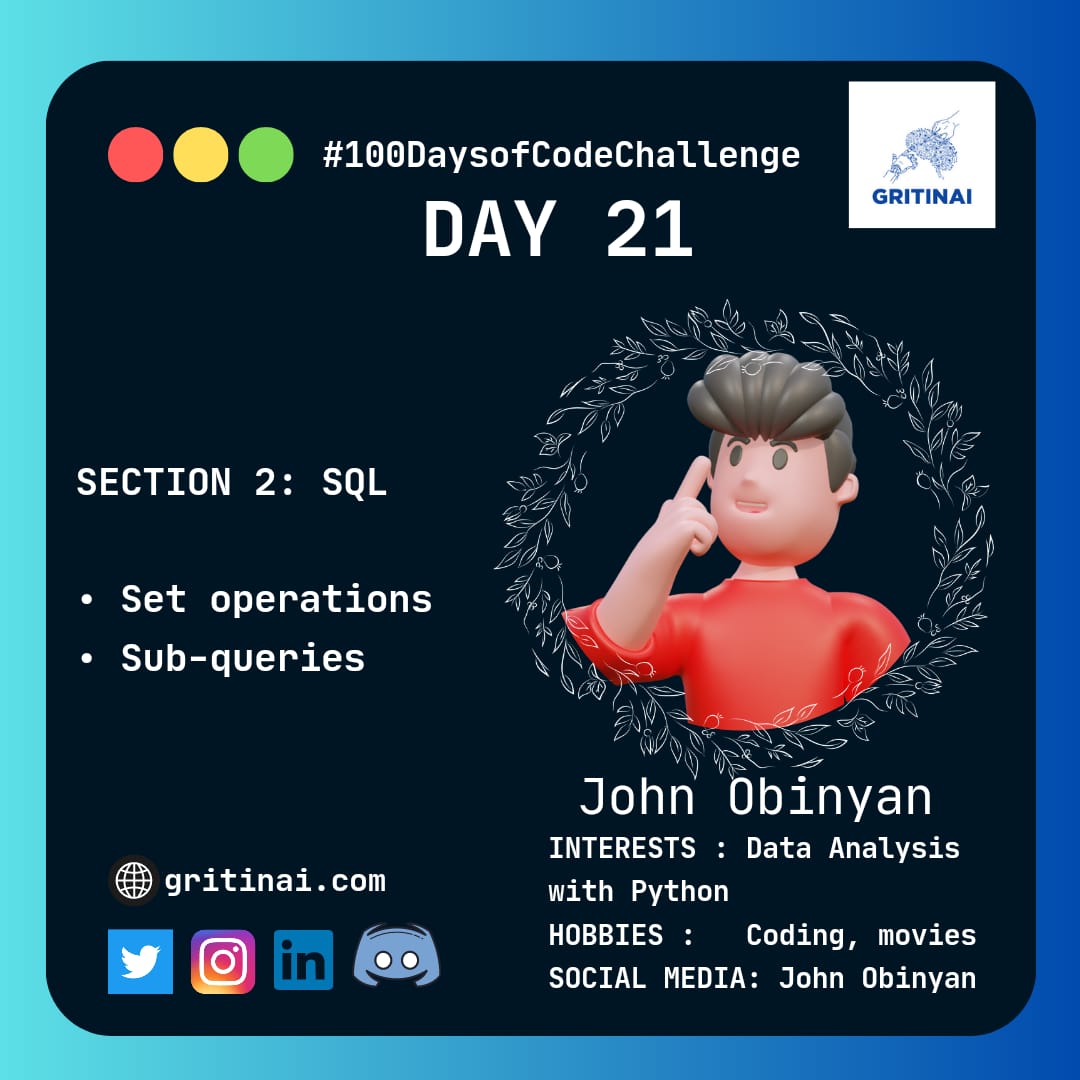 #100DaysofCodeChallenge
DAY 21
GRITINAI
SECTION 2: SQL
• Set operations
• Sub-queries
John Obinyan
INTERESTS : Data Analysis
with Python
HOBBIES : Coding, movies
SOCIAL MEDIA: John Obinyan
gritinai.com
in